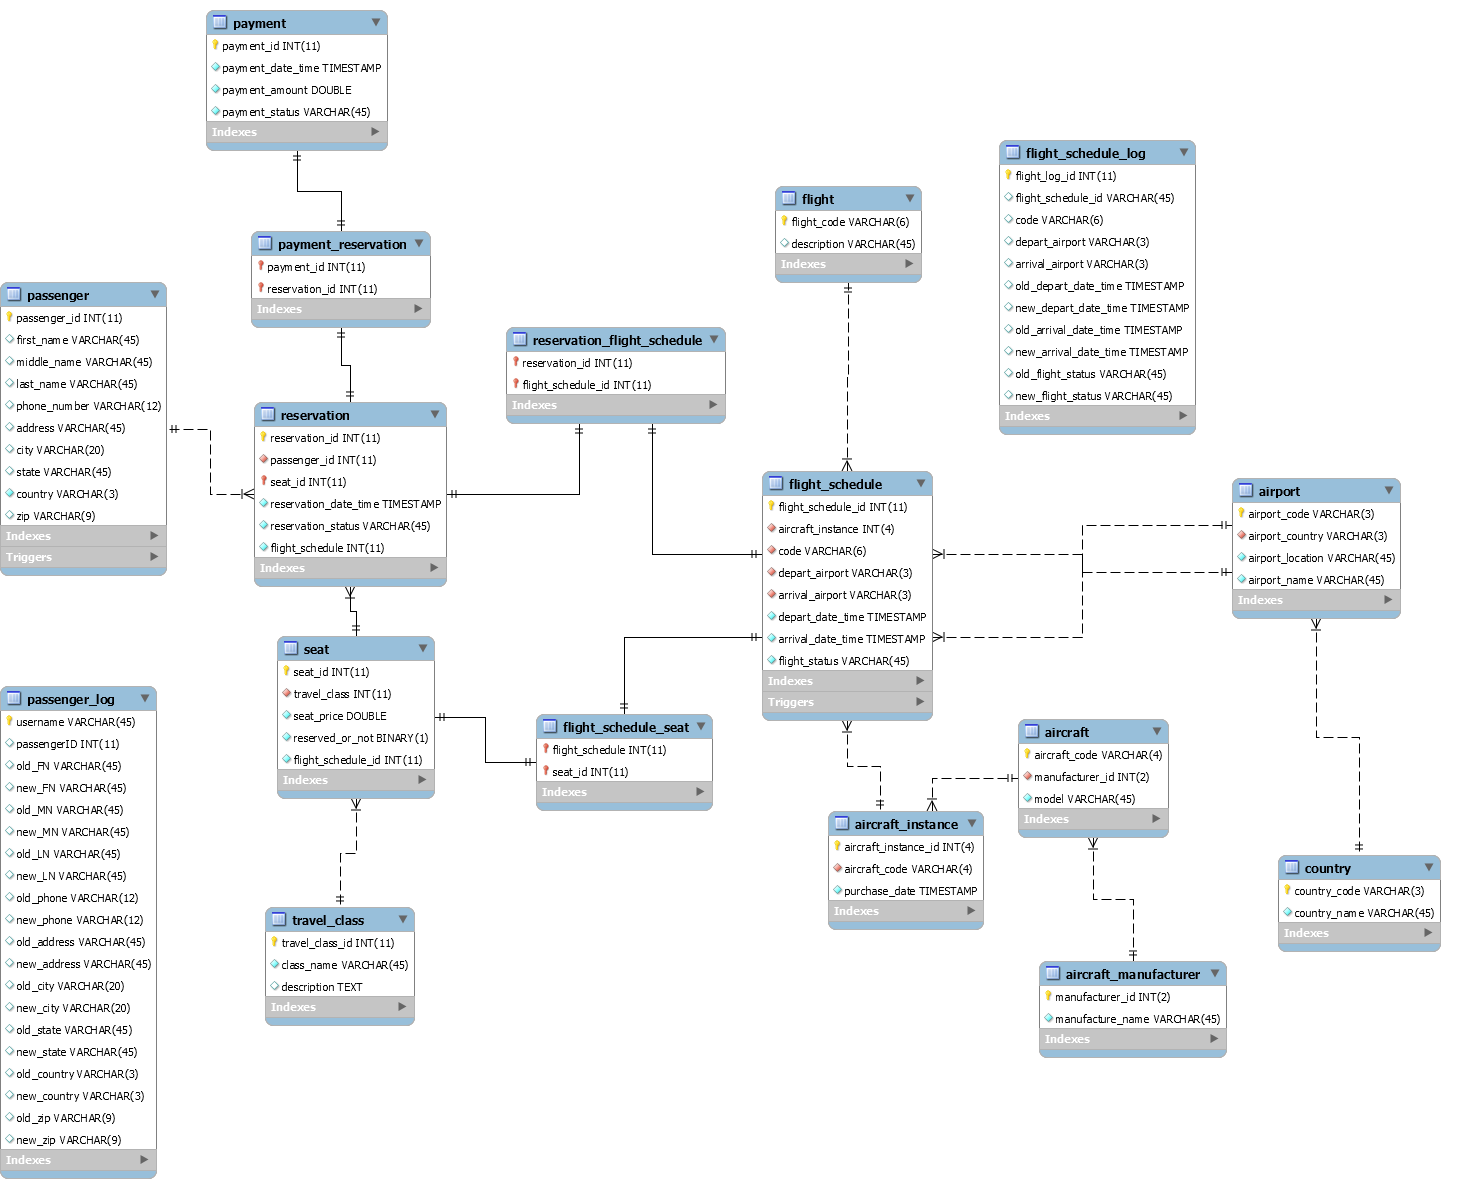 payment
payment_id INT(11)
payment_date_time TIMESTAMP
payment_amount DOUBLE
payment_status VARCHAR(45)
Indexes
payment_reservation
payment_id INT(11)
reservation_id INT(11)
Indexes
passenger
passenger_id INT(11)
first_name VARCHAR(45)
middle_name VARCHAR(45)
last_name VARCHAR(45)
phone_number VARCHAR(12)
address VARCHAR(45)
city VARCHAR(20)
state VARCHAR(45)
country VARCHAR(3)
zip VARCHAR(9)
Indexes
Triggers
reservation
reservation_id INT(11)
passenger_id INT(11)
seat_id INT(11)
reservation_date_time TIMESTAMP
reservation_status VARCHAR(45)
flight_schedule INT(11)
Indexes
reservation_flight_schedule
reservation_id INT(11)
flight_schedule_id INT(11)
Indexes
flight
flight_code VARCHAR(6)
description VARCHAR(45)
Indexes
flight_schedule_log
flight_log_id INT(11)
flight_schedule_id VARCHAR(45)
code VARCHAR(6)
depart_airport VARCHAR(3)
arrival_airport VARCHAR(3)
old_depart_date_time TIMESTAMP
new_depart_date_time TIMESTAMP
old_arrival_date_time TIMESTAMP
new_arrival_date_time TIMESTAMP
old_flight_status VARCHAR(45)
new_flight_status VARCHAR(45)
Indexes
flight_schedule
flight_schedule_id INT(11)
aircraft_instance INT(4)
code VARCHAR(6)
depart_airport VARCHAR(3)
arrival_airport VARCHAR(3)
depart_date_time TIMESTAMP
arrival_date_time TIMESTAMP
flight_status VARCHAR(45)
Indexes
Triggers
airport
airport_code VARCHAR(3)
airport_country VARCHAR(3)
airport_location VARCHAR(45)
airport_name VARCHAR(45)
Indexes
seat
seat_id INT(11)
travel_class INT(11)
seat_price DOUBLE
reserved_or_not BINARY(1)
flight_schedule_id INT(11)
Indexes
flight_schedule_seat
flight_schedule INT(11)
seat_id INT(11)
Indexes
passenger_log
username VARCHAR(45)
passengerID INT(11)
old_FN VARCHAR(45)
new_FN VARCHAR(45)
old_MN VARCHAR(45)
new_MN VARCHAR(45)
old_LN VARCHAR(45)
new_LN VARCHAR(45)
old_phone VARCHAR(12)
new_phone VARCHAR(12)
old_address VARCHAR(45)
new_address VARCHAR(45)
old_city VARCHAR(20)
new_city VARCHAR(20)
old_state VARCHAR(45)
new_state VARCHAR(45)
old_country VARCHAR(3)
new_country VARCHAR(3)
old_zip VARCHAR(9)
new_zip VARCHAR(9)
Indexes
travel_class
travel_class_id INT(11)
class_name VARCHAR(45)
description TEXT
Indexes
aircraft_instance
aircraft_instance_id INT(4)
aircraft_code VARCHAR(4)
purchase_date TIMESTAMP
Indexes
aircraft
aircraft_code VARCHAR(4)
manufacturer_id INT(2)
model VARCHAR(45)
Indexes
country
country_code VARCHAR(3)
country_name VARCHAR(45)
Indexes
aircraft_manufacturer
manufacturer_id INT(2)
manufacture_name VARCHAR(45)
Indexes